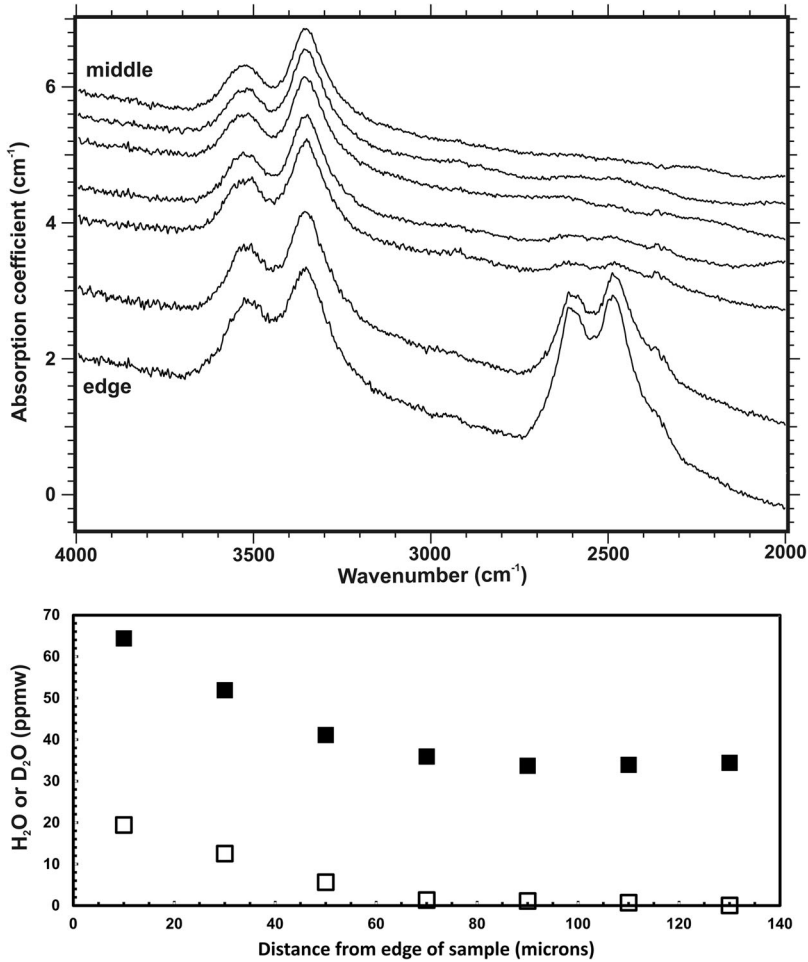 6
4
2
0
Absorption coefficient (cm-1)
middle
edge
4000 3500 3000 2500 2000
Wavenumber (cm-1)
70
60
50
40
30
20
10
0
H2O or D2O (ppmw)
0 20 40 60 80 100 120 140
Distance from edge of sample (microns)